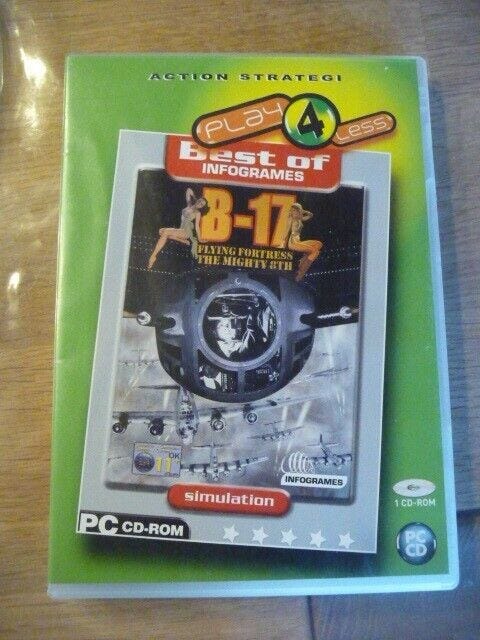 ACTION STRATEGI
PLAY 4 LESS
Best of
INFOGRAMES
B-17
FLYING FORTRESS
THE MIGHTY 8TH
OK
11
INFOGRAMES
simulation
1 CD-ROM
PC CD-ROM
PC
CD